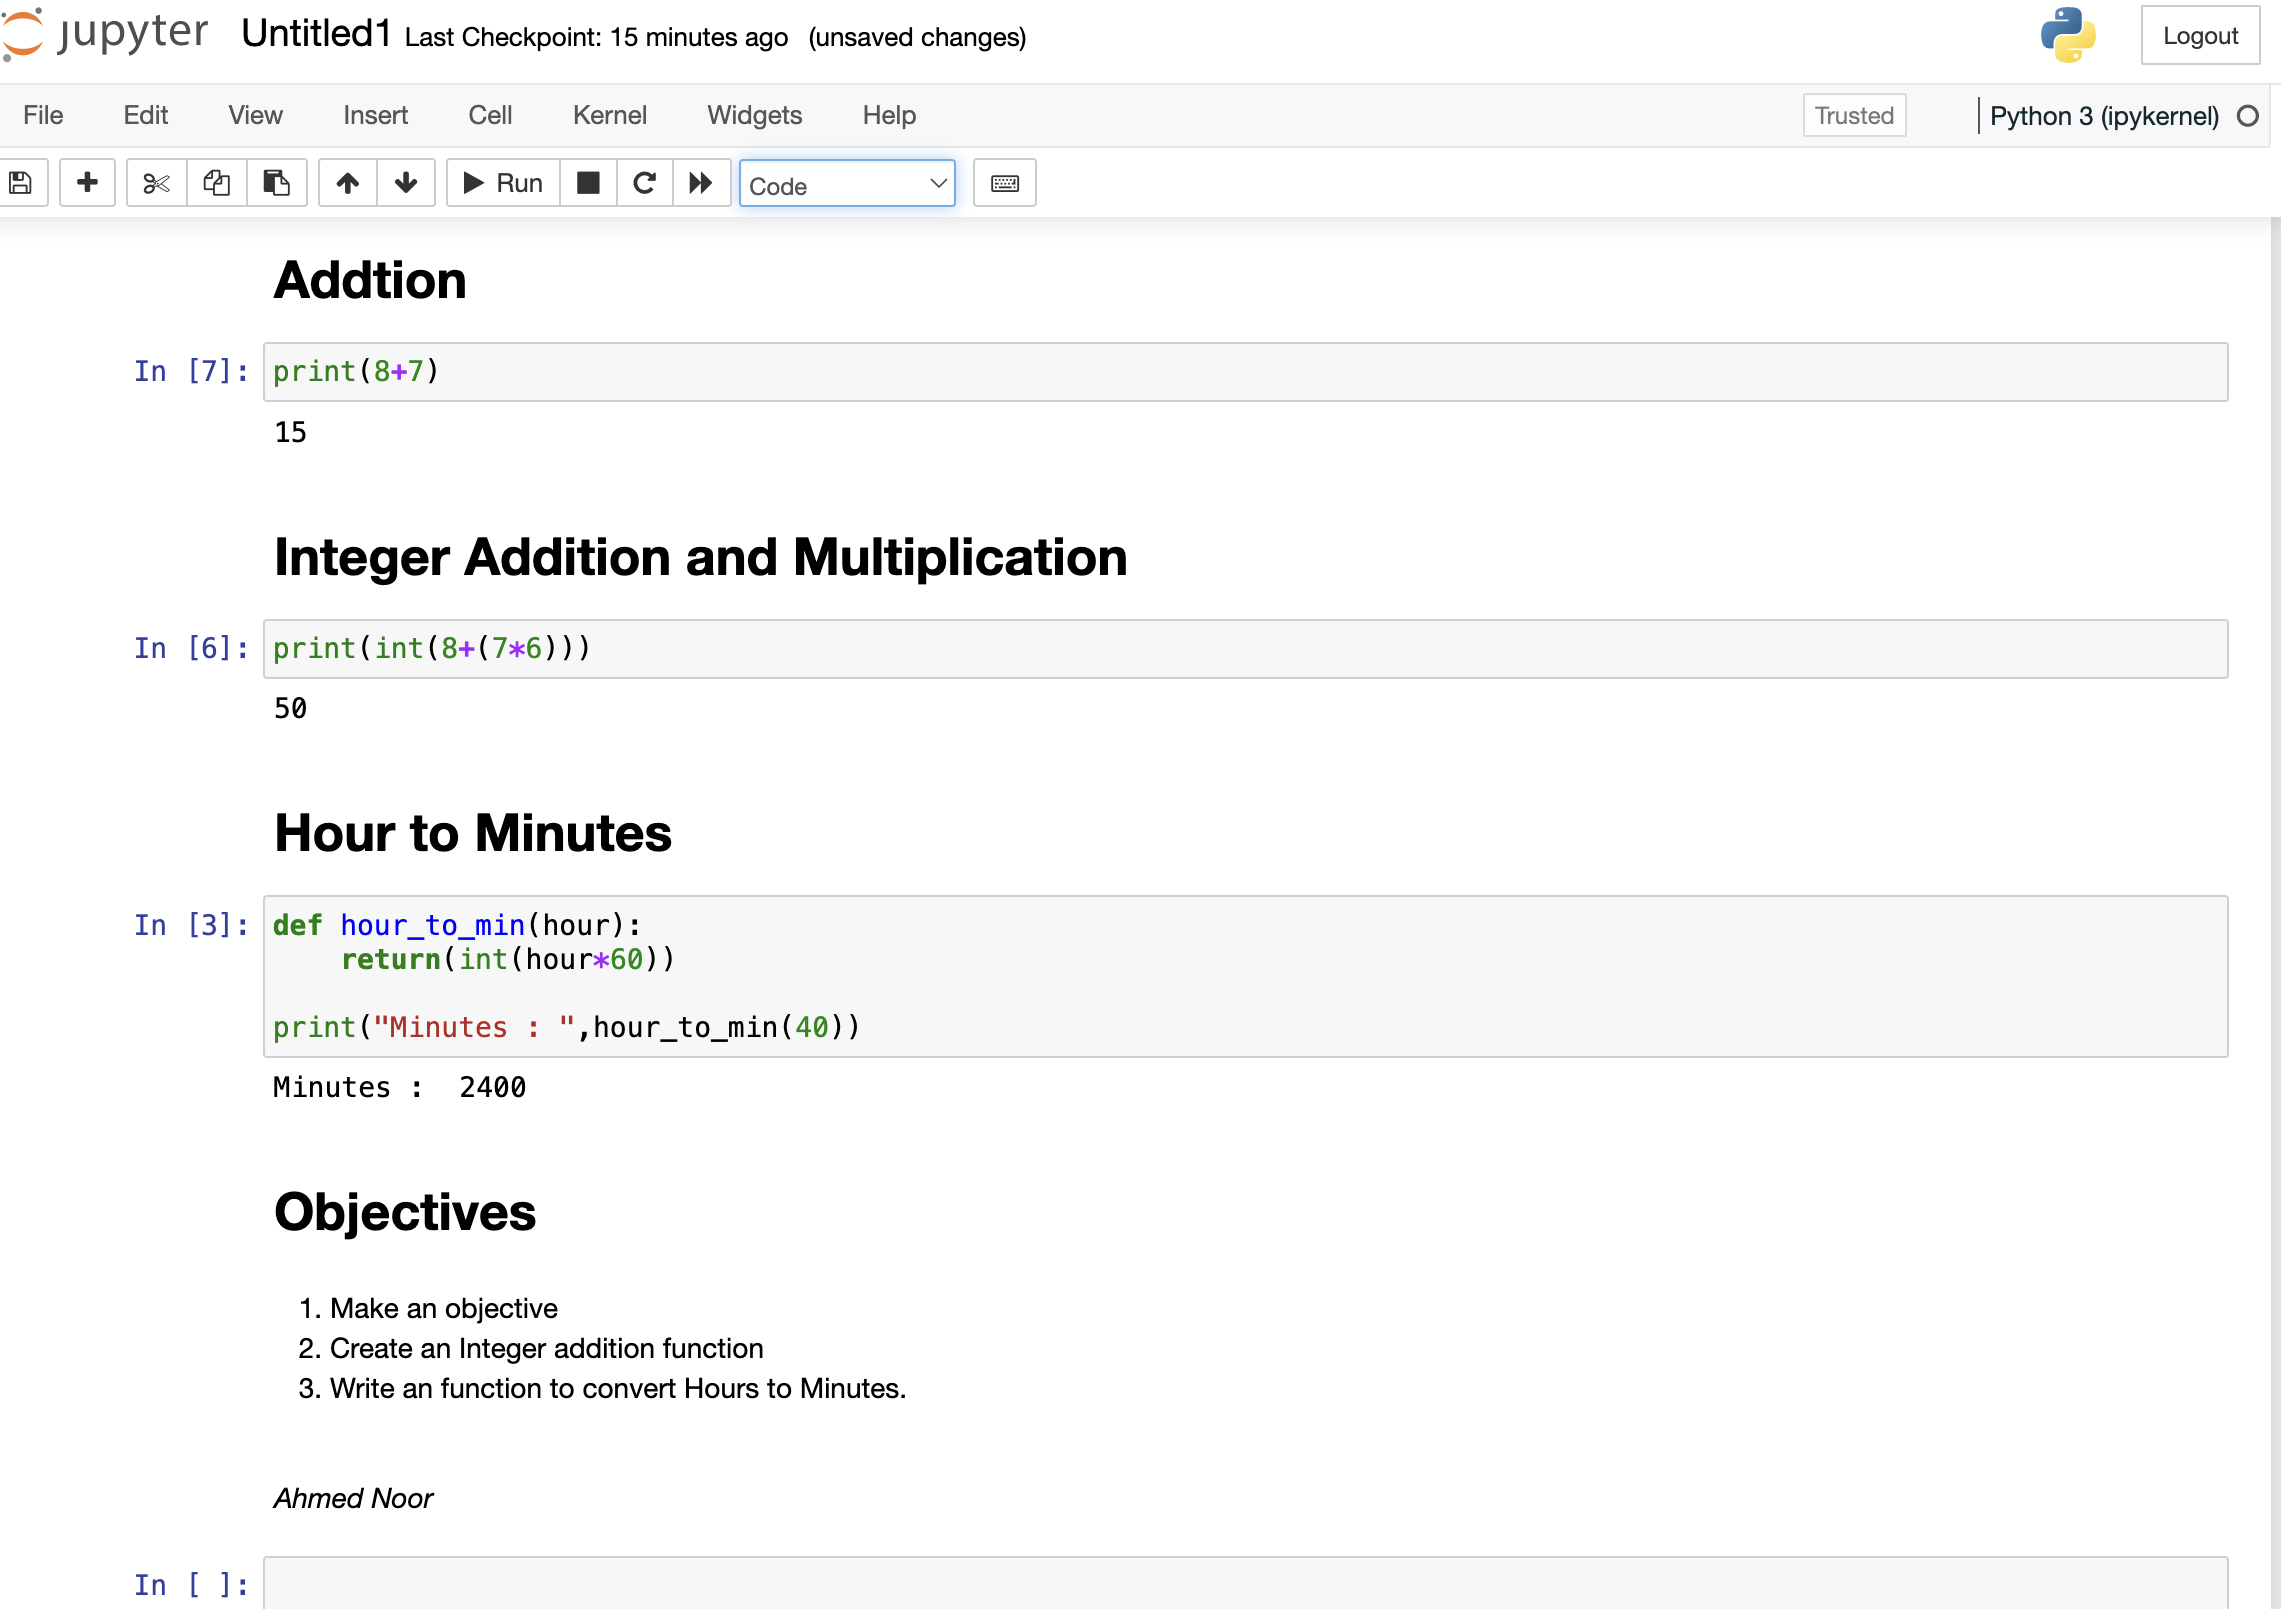 jupyter Untitled1 Last Checkpoint: 15 minutes ago (unsaved changes) Logout
File Edit View Insert Cell Kernel Widgets Help Trusted Python 3 (ipykernel)
Run Code
Addtion
In [7]: print(8+7)
15
Integer Addition and Multiplication
In [6]: print(int(8+(7*6)))
50
Hour to Minutes
In [3]: def hour_to_min(hour):
    return(int(hour*60))
print("Minutes : ",hour_to_min(40))
Minutes :  2400
Objectives
1. Make an objective
2. Create an Integer addition function
3. Write an function to convert Hours to Minutes.
Ahmed Noor
In [ ]: